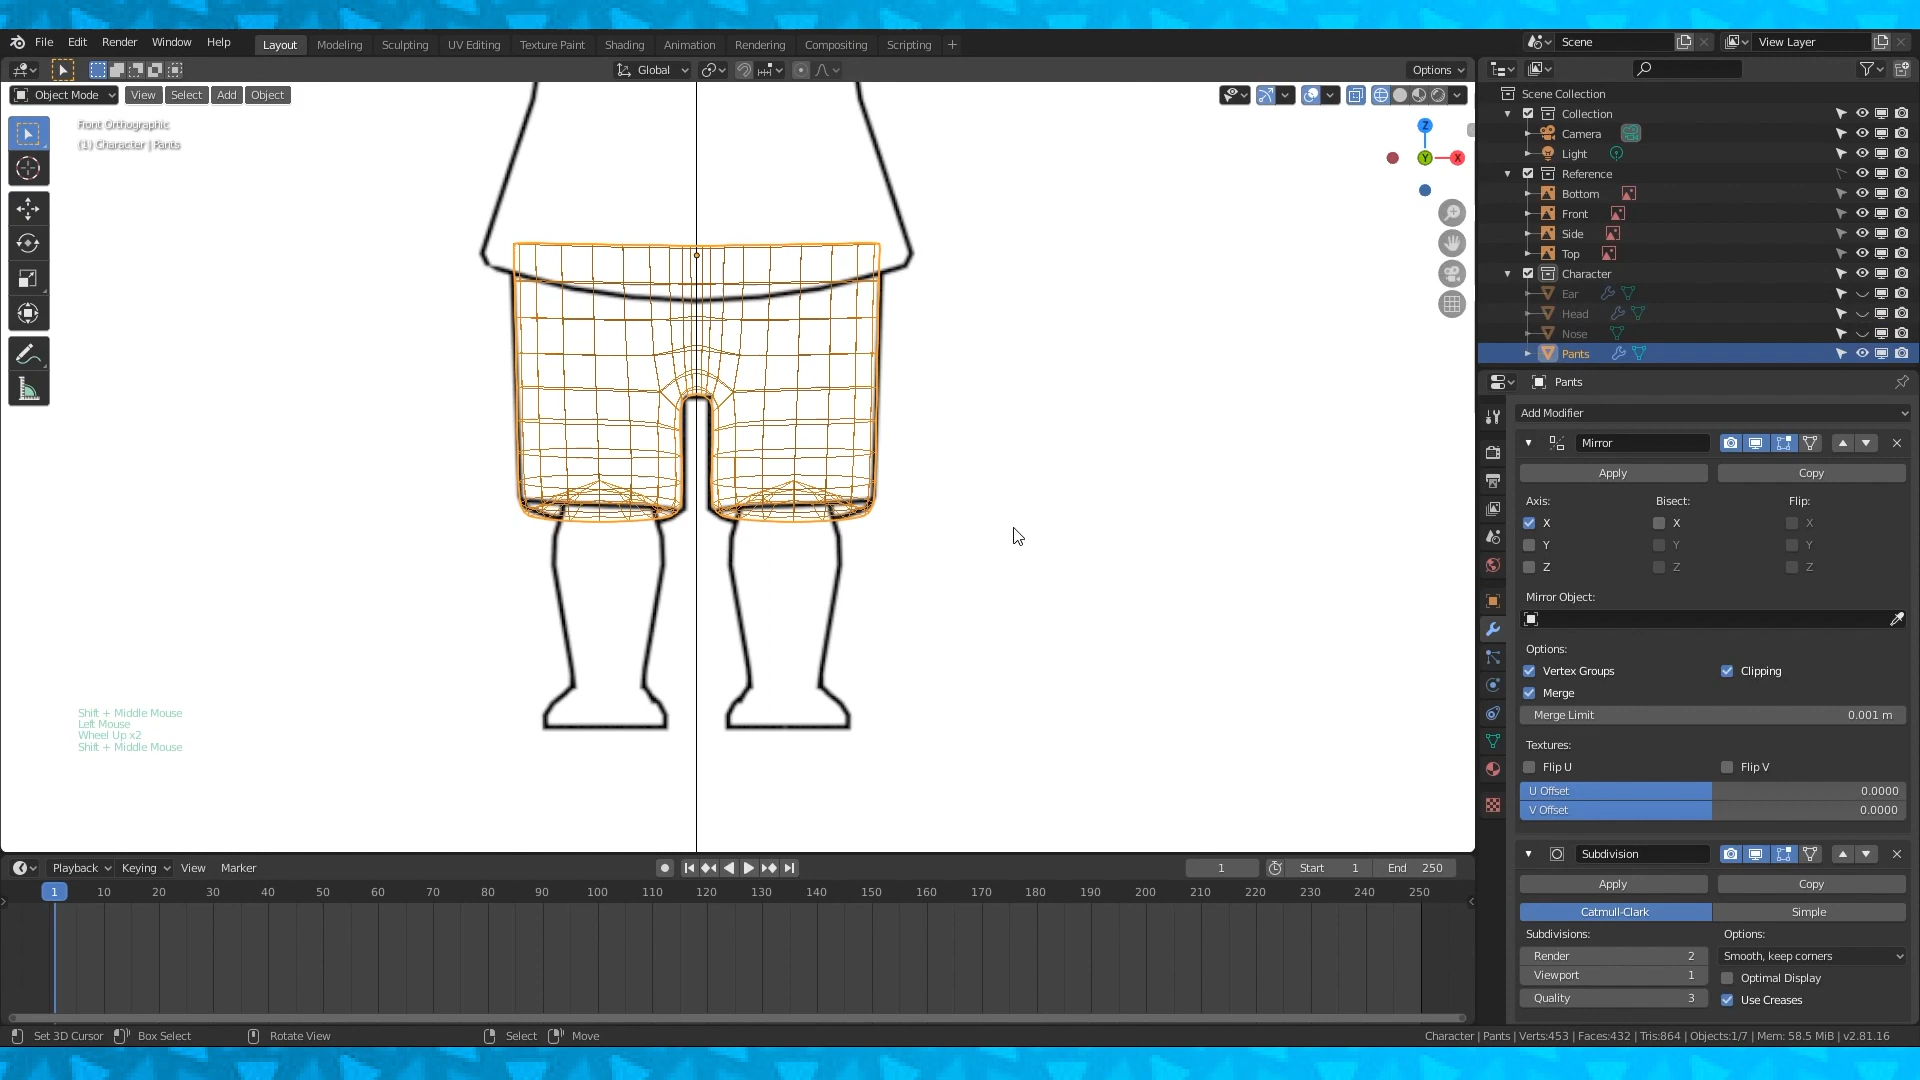 File Edit Render Window Help
Layout Modeling Sculpting UV Editing Texture Paint Shading Animation Rendering Compositing Scripting +
Scene
View Layer
Global
Options
Object Mode View Select Add Object
Front Orthographic
(1) Character | Pants
Z
Y
X
Shift + Middle Mouse
Left Mouse
Wheel Up x2
Shift + Middle Mouse
Scene Collection
Collection
Camera
Light
Reference
Bottom
Front
Side
Top
Character
Ear
Head
Nose
Pants
Pants
Add Modifier
Mirror
Apply Copy
Axis: Bisect: Flip:
X X X
Y Y Y
Z Z Z
Mirror Object:
Options:
Vertex Groups Clipping
Merge
Merge Limit 0.001 m
Textures:
Flip U Flip V
U Offset 0.0000
V Offset 0.0000
Subdivision
Apply Copy
Catmull-Clark Simple
Subdivisions: Options:
Render 2 Smooth, keep corners
Viewport 1 Optimal Display
Quality 3 Use Creases
Playback Keying View Marker
1 Start 1 End 250
1 10 20 30 40 50 60 70 80 90 100 110 120 130 140 150 160 170 180 190 200 210 220 230 240 250
Set 3D Cursor Box Select Rotate View Select Move
Character | Pants | Verts:453 | Faces:432 | Tris:864 | Objects:1/7 | Mem: 58.5 MiB | v2.81.16